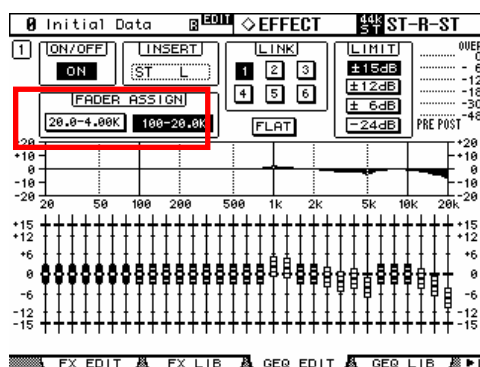 0 Initial Data EDIT ◇EFFECT 44K ST ST-R-ST
1 ON/OFF INSERT LINK LIMIT OVER
ON ST L 1 2 3 ±15dB
4 5 6 ±12dB
FADER ASSIGN ± 6dB
20.0-4.00K 100-20.0K FLAT -24dB PRE POST
0
-6
-12
-18
-30
-48
+20 +20
+10 +10
0 0
-10 -10
-20 -20
20 50 100 200 500 1k 2k 5k 10k 20k
+15 +15
+12 +12
+6 +6
0 0
-6 -6
-12 -12
-15 -15
FX EDIT FX LIB GEQ EDIT GEQ LIB